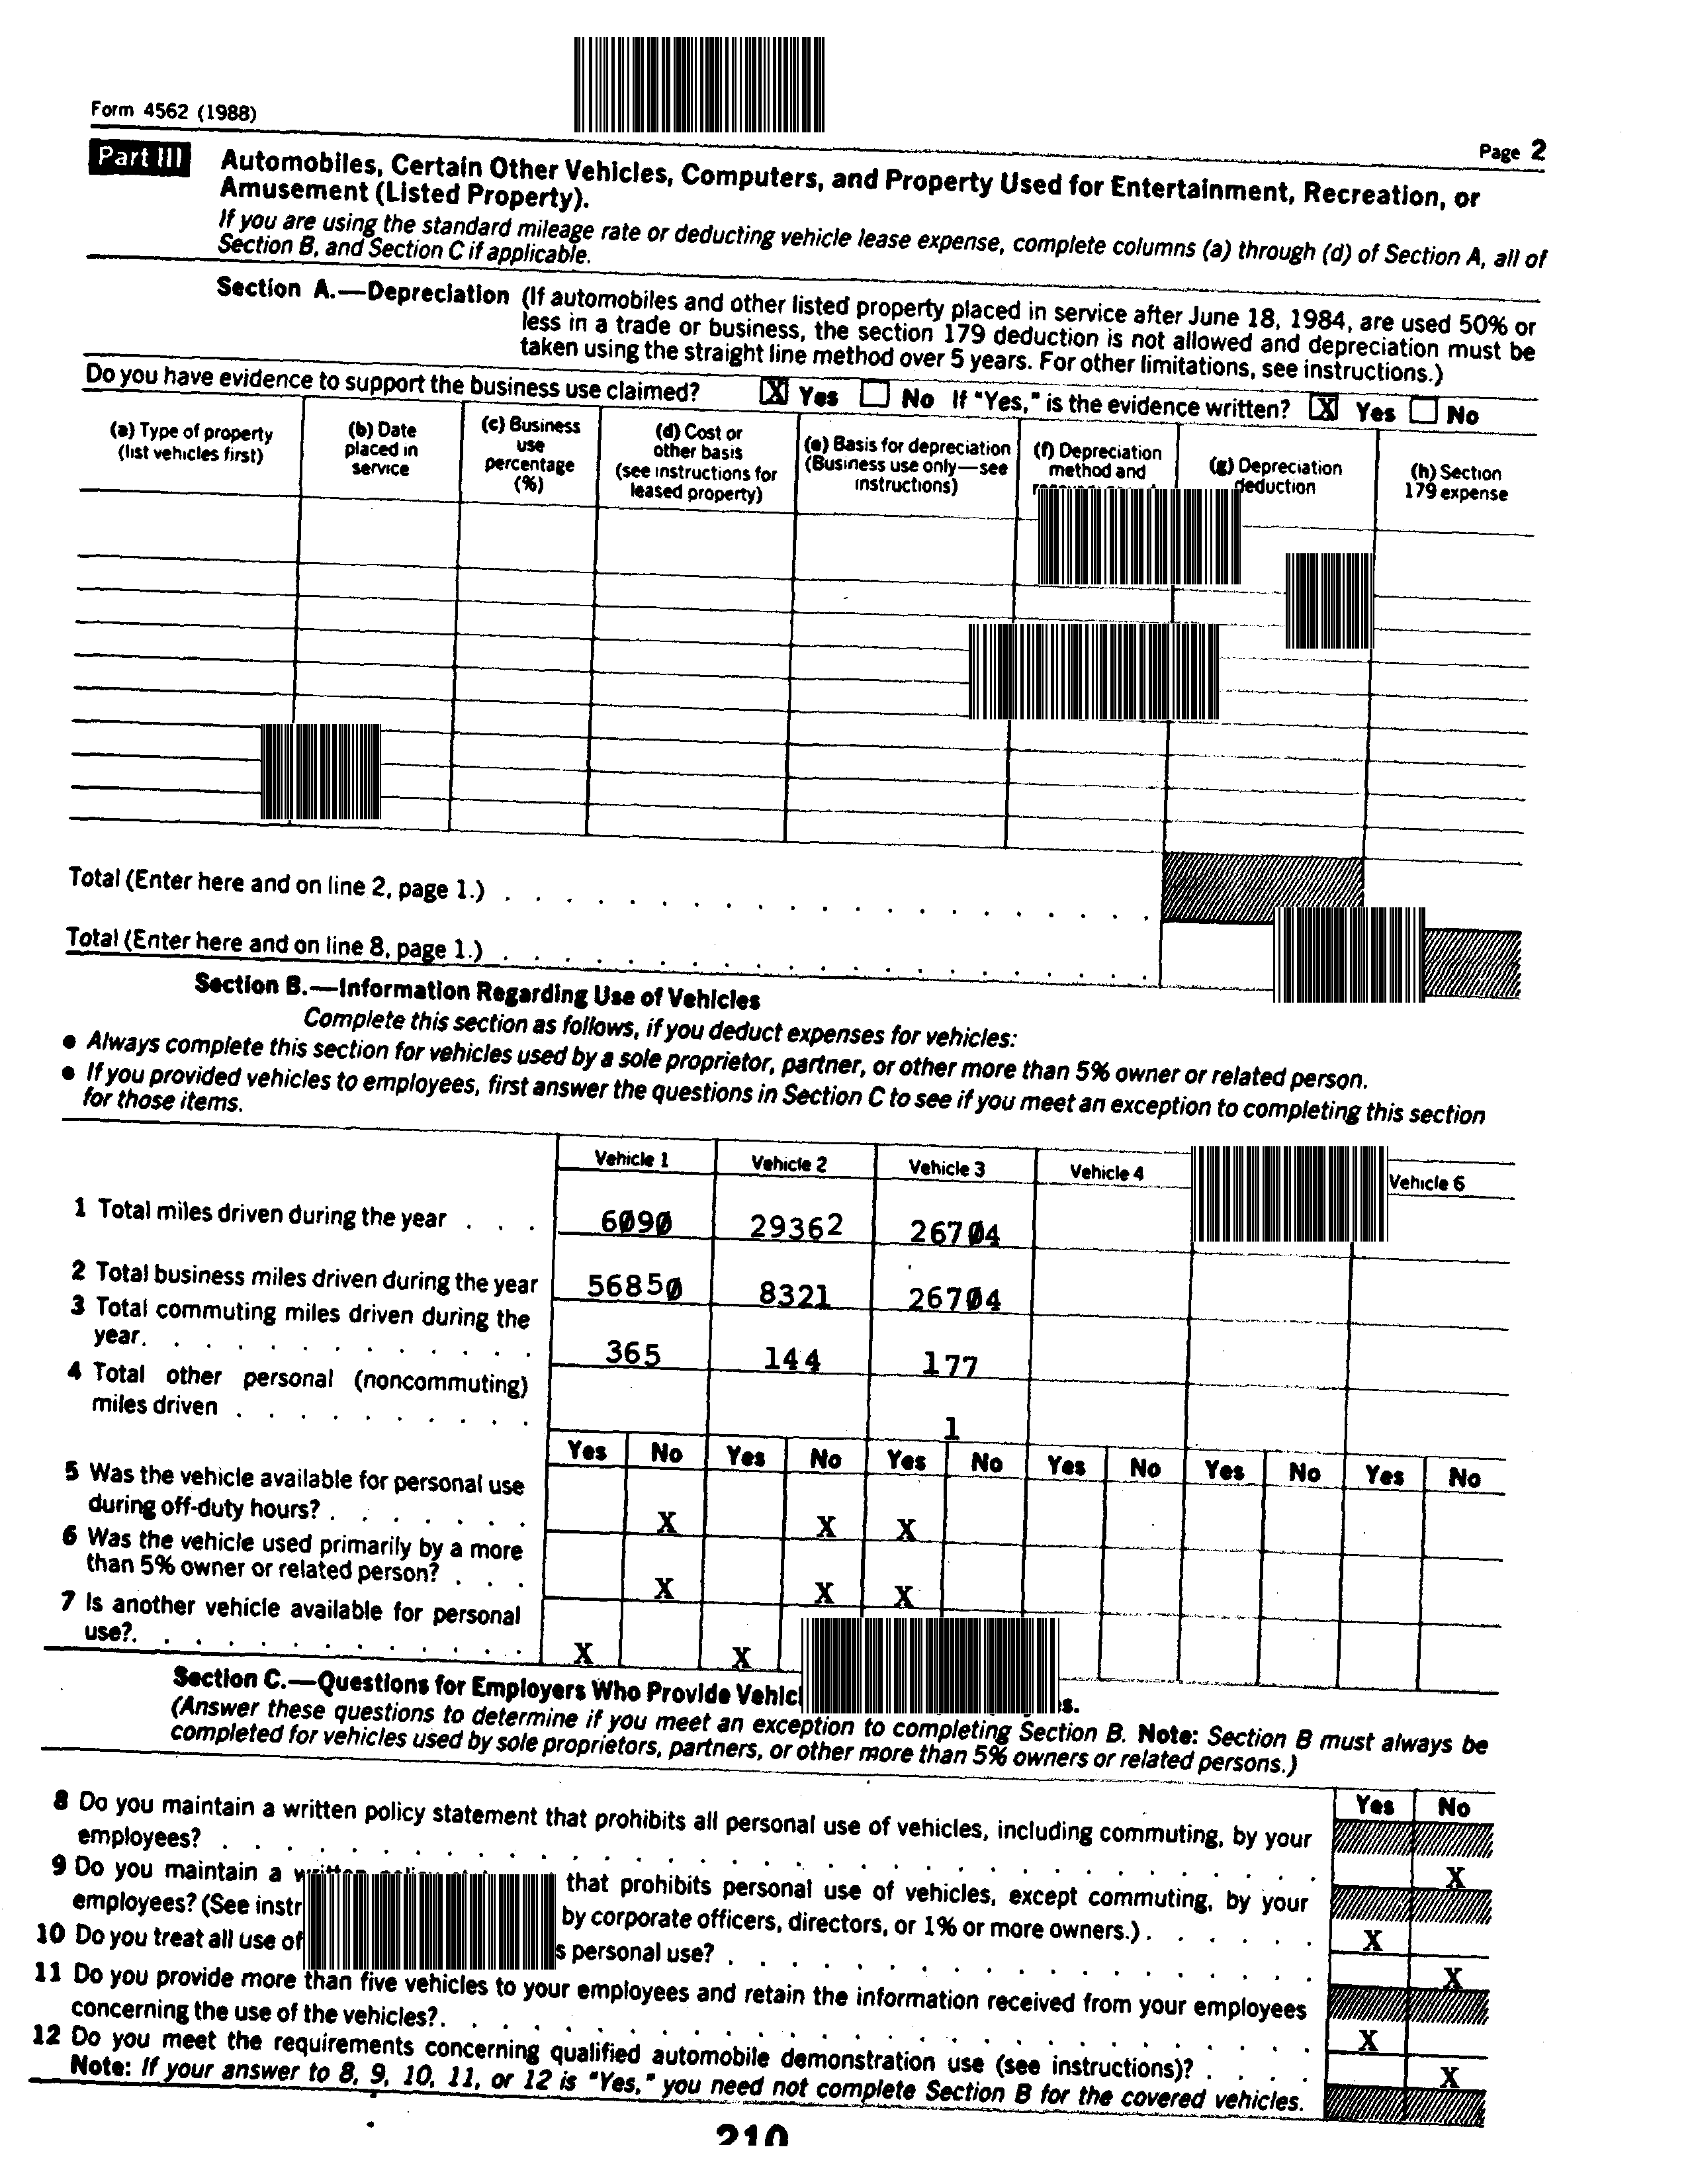 Form 4562 (1988)
Page 2
Part III Automobiles, Certain Other Vehicles, Computers, and Property Used for Entertainment, Recreation, or
Amusement (Listed Property).
If you are using the standard mileage rate or deducting vehicle lease expense, complete columns (a) through (d) of Section A, all of
Section B, and Section C if applicable.
Section A.—Depreciation (If automobiles and other listed property placed in service after June 18, 1984, are used 50% or
less in a trade or business, the section 179 deduction is not allowed and depreciation must be
taken using the straight line method over 5 years. For other limitations, see instructions.)
Do you have evidence to support the business use claimed? X Yes No If "Yes," is the evidence written? X Yes No
(a) Type of property
(list vehicles first)
(b) Date
placed in
service
(c) Business
use
percentage
(%)
(d) Cost or
other basis
(see instructions for
leased property)
(e) Basis for depreciation
(Business use only—see
instructions)
(f) Depreciation
method and
(g) Depreciation
deduction
(h) Section
179 expense
Total (Enter here and on line 2, page 1.)
Total (Enter here and on line 8, page 1.)
Section B.—Information Regarding Use of Vehicles
Complete this section as follows, if you deduct expenses for vehicles:
● Always complete this section for vehicles used by a sole proprietor, partner, or other more than 5% owner or related person.
● If you provided vehicles to employees, first answer the questions in Section C to see if you meet an exception to completing this section
for those items.
Vehicle 1 Vehicle 2 Vehicle 3 Vehicle 4 Vehicle 6
1 Total miles driven during the year . . . 6090 29362 26704
2 Total business miles driven during the year 56850 8321 26704
3 Total commuting miles driven during the
year. . . . . . . . . . . . . 365 144 177
4 Total other personal (noncommuting)
miles driven . . . . . . . . . . 1
Yes No Yes No Yes No Yes No Yes No Yes No
5 Was the vehicle available for personal use
during off-duty hours? . . . . . . . X X X
6 Was the vehicle used primarily by a more
than 5% owner or related person? . . . X X X
7 Is another vehicle available for personal
use?. . . . . . . . . . . . . X X
Section C.—Questions for Employers Who Provide
(Answer these questions to determine if you meet an exception to completing Section B. Note: Section B must always be
completed for vehicles used by sole proprietors, partners, or other more than 5% owners or related persons.)
Yes No
8 Do you maintain a written policy statement that prohibits all personal use of vehicles, including commuting, by your
employees? X
9 Do you maintain a written that prohibits personal use of vehicles, except commuting, by your
employees? (See by corporate officers, directors, or 1% or more owners.) . . . . . . X
10 Do you treat all use of personal use? X
11 Do you provide more than five vehicles to your employees and retain the information received from your employees
concerning the use of the vehicles?. X
12 Do you meet the requirements concerning qualified automobile demonstration use (see instructions)? . . . . X
Note: If your answer to 8, 9, 10, 11, or 12 is "Yes," you need not complete Section B for the covered vehicles.
210